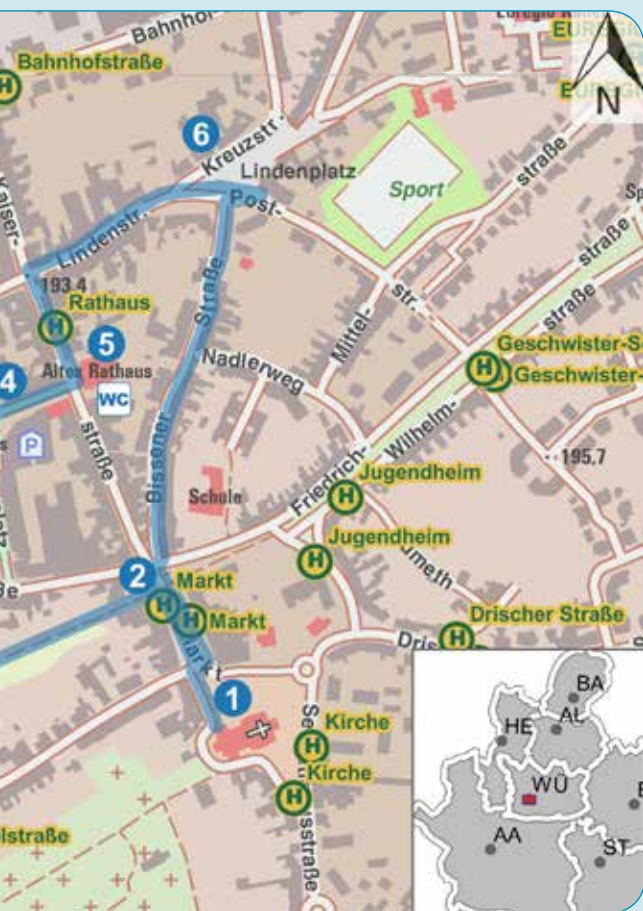 Bahnhof
Bahnhofstraße
H
N
6
Kreuzstr.
Lindenplatz
Sport
straße
Kaiser-
Lindenstr.
Post-
str.
193.4
Rathaus
H
5
Altes Rathaus
WC
4
P
straße
Straße
Bissener
Nadlerweg
Mittel-
straße
straße
Geschwister-
H
Geschwister-
195.7
Schule
Friedrich-
Wilhelm-
Jugendheim
H
Jugendheim
H
2
Markt
H
H
Markt
Markt
1
Drischer Straße
H
Kirche
H
Kirche
H
BA
HE
AL
WÜ
AA
ST